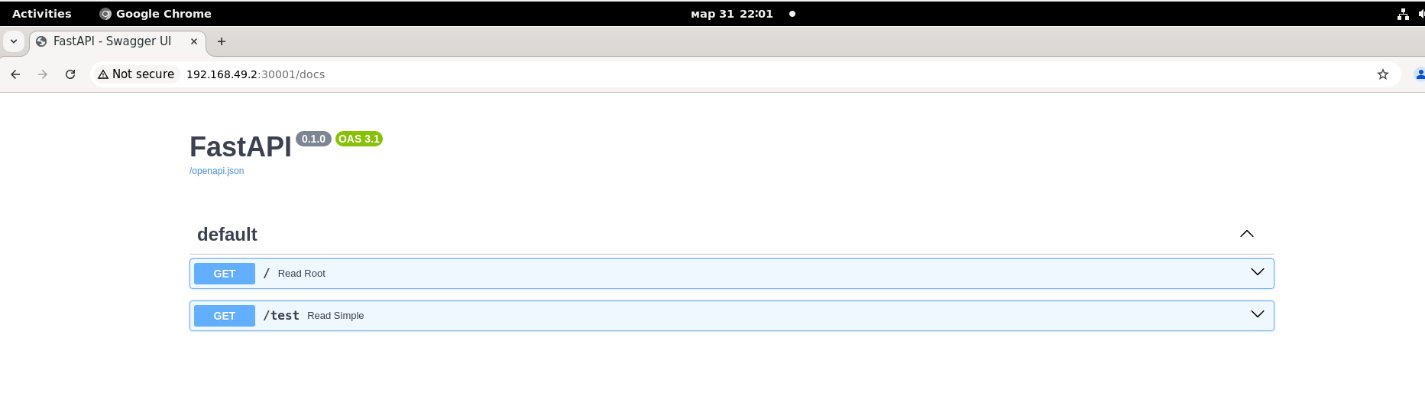 Activities Google Chrome мар 31 22:01
FastAPI - Swagger UI
Not secure 192.168.49.2:30001/docs
FastAPI 0.1.0 OAS 3.1
/openapi.json
default
GET / Read Root
GET /test Read Simple